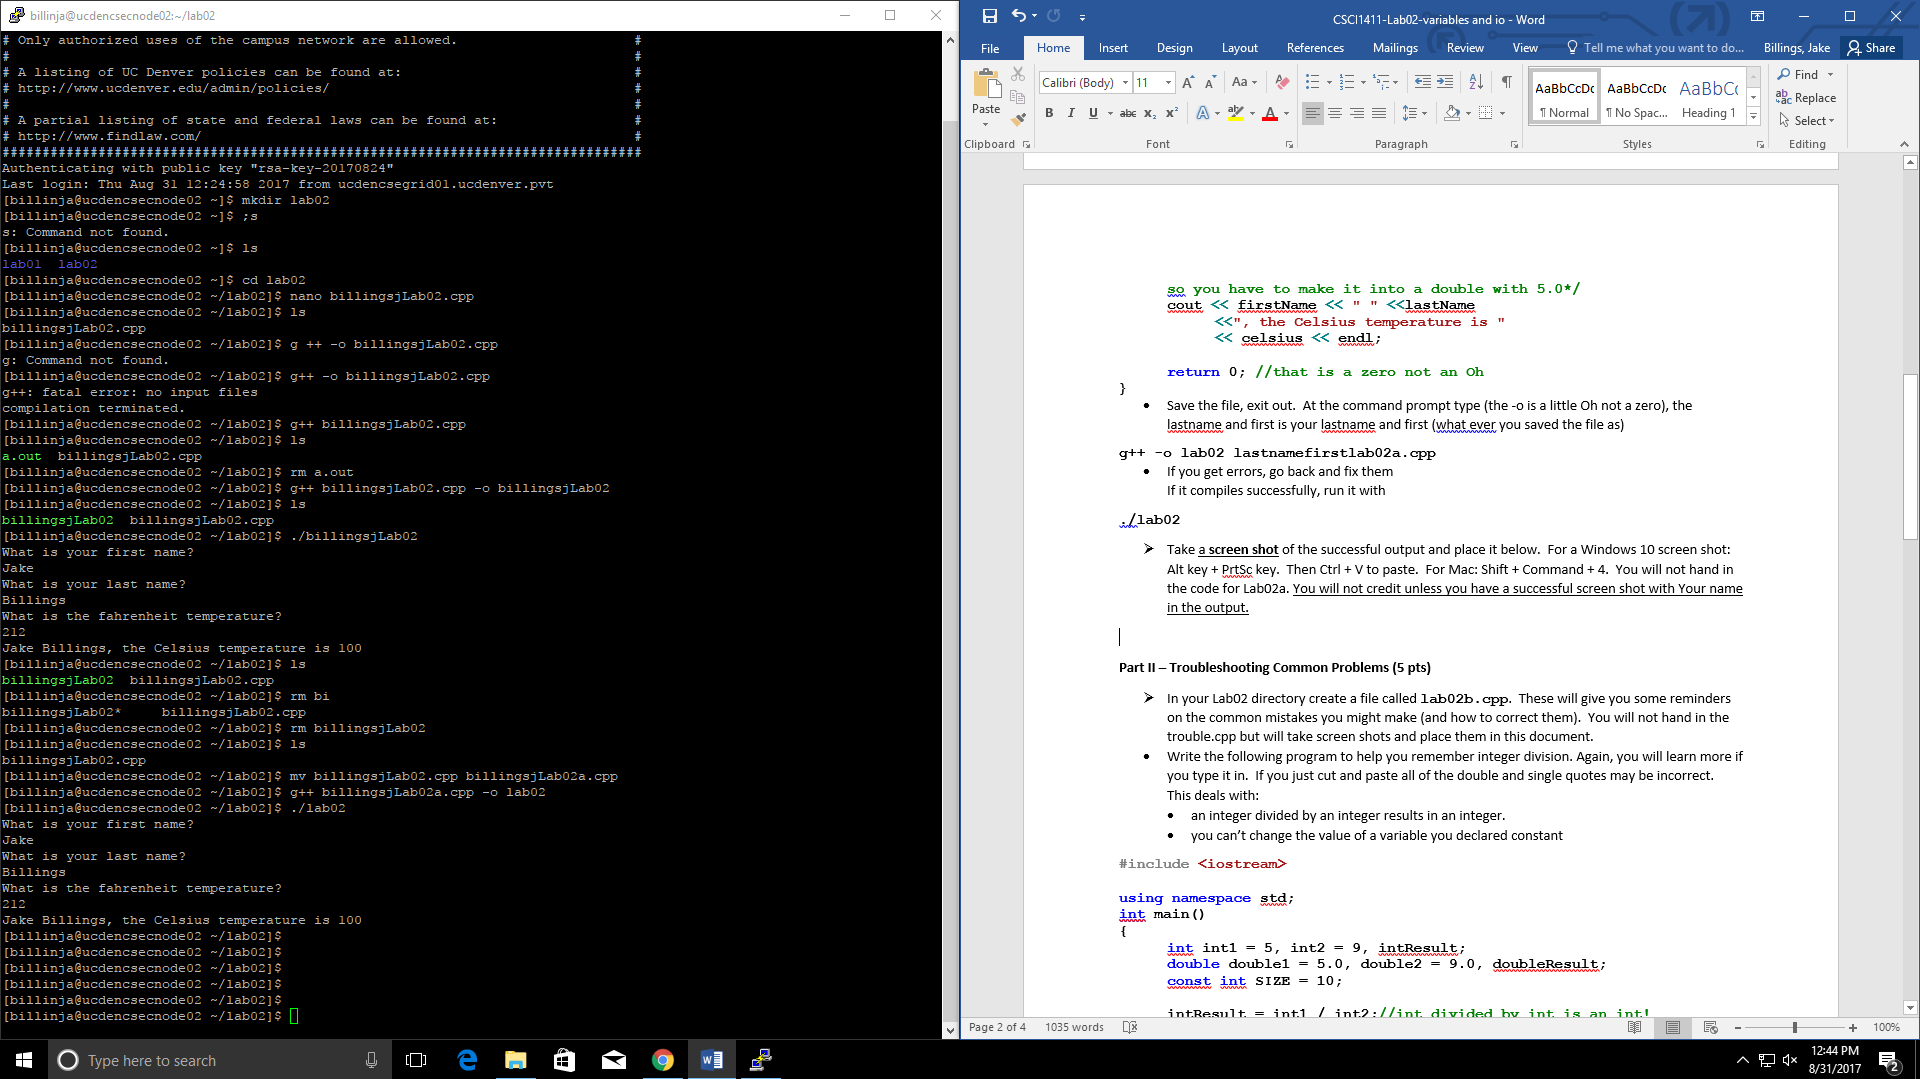 billinja@ucdencsecnode02:~/lab02
# Only authorized uses of the campus network are allowed. #
# #
# A listing of UC Denver policies can be found at: #
# http://www.ucdenver.edu/admin/policies/ #
# #
# A partial listing of state and federal laws can be found at: #
# http://www.findlaw.com/ #
################################################################################
Authenticating with public key "rsa-key-20170824"
Last login: Thu Aug 31 12:24:58 2017 from ucdencsegrid01.ucdenver.pvt
[billinja@ucdencsecnode02 ~]$ mkdir lab02
[billinja@ucdencsecnode02 ~]$ ;s
s: Command not found.
[billinja@ucdencsecnode02 ~]$ ls
lab01 lab02
[billinja@ucdencsecnode02 ~]$ cd lab02
[billinja@ucdencsecnode02 ~/lab02]$ nano billingsjLab02.cpp
[billinja@ucdencsecnode02 ~/lab02]$ ls
billingsjLab02.cpp
[billinja@ucdencsecnode02 ~/lab02]$ g ++ -o billingsjLab02.cpp
g: Command not found.
[billinja@ucdencsecnode02 ~/lab02]$ g++ -o billingsjLab02.cpp
g++: fatal error: no input files
compilation terminated.
[billinja@ucdencsecnode02 ~/lab02]$ g++ billingsjLab02.cpp
[billinja@ucdencsecnode02 ~/lab02]$ ls
a.out billingsjLab02.cpp
[billinja@ucdencsecnode02 ~/lab02]$ rm a.out
[billinja@ucdencsecnode02 ~/lab02]$ g++ billingsjLab02.cpp -o billingsjLab02
[billinja@ucdencsecnode02 ~/lab02]$ ls
billingsjLab02 billingsjLab02.cpp
[billinja@ucdencsecnode02 ~/lab02]$ ./billingsjLab02
What is your first name?
Jake
What is your last name?
Billings
What is the fahrenheit temperature?
212
Jake Billings, the Celsius temperature is 100
[billinja@ucdencsecnode02 ~/lab02]$ ls
billingsjLab02 billingsjLab02.cpp
[billinja@ucdencsecnode02 ~/lab02]$ rm bi
billingsjLab02* billingsjLab02.cpp
[billinja@ucdencsecnode02 ~/lab02]$ rm billingsjLab02
[billinja@ucdencsecnode02 ~/lab02]$ ls
billingsjLab02.cpp
[billinja@ucdencsecnode02 ~/lab02]$ mv billingsjLab02.cpp billingsjLab02a.cpp
[billinja@ucdencsecnode02 ~/lab02]$ g++ billingsjLab02a.cpp -o lab02
[billinja@ucdencsecnode02 ~/lab02]$ ./lab02
What is your first name?
Jake
What is your last name?
Billings
What is the fahrenheit temperature?
212
Jake Billings, the Celsius temperature is 100
[billinja@ucdencsecnode02 ~/lab02]$
[billinja@ucdencsecnode02 ~/lab02]$
[billinja@ucdencsecnode02 ~/lab02]$
[billinja@ucdencsecnode02 ~/lab02]$
[billinja@ucdencsecnode02 ~/lab02]$
[billinja@ucdencsecnode02 ~/lab02]$
CSCI1411-Lab02-variables and io - Word
File Home Insert Design Layout References Mailings Review View Tell me what you want to do... Billings, Jake Share
Paste Calibri (Body) 11 A A Aa
B I U abc x₂ x² A ab A
AaBbCcDc AaBbCcDc AaBbCc
¶ Normal ¶ No Spac... Heading 1
Find
Replace
Select
Clipboard Font Paragraph Styles Editing
so you have to make it into a double with 5.0*/
cout << firstName << " " <<lastName
<<", the Celsius temperature is "
<< celsius << endl;
return 0; //that is a zero not an Oh
}
• Save the file, exit out. At the command prompt type (the -o is a little Oh not a zero), the
lastname and first is your lastname and first (what ever you saved the file as)
g++ -o lab02 lastnamefirstlab02a.cpp
• If you get errors, go back and fix them
If it compiles successfully, run it with
./lab02
➢ Take a screen shot of the successful output and place it below. For a Windows 10 screen shot:
Alt key + PrtSc key. Then Ctrl + V to paste. For Mac: Shift + Command + 4. You will not hand in
the code for Lab02a. You will not credit unless you have a successful screen shot with Your name
in the output.
Part II – Troubleshooting Common Problems (5 pts)
➢ In your Lab02 directory create a file called lab02b.cpp. These will give you some reminders
on the common mistakes you might make (and how to correct them). You will not hand in the
trouble.cpp but will take screen shots and place them in this document.
• Write the following program to help you remember integer division. Again, you will learn more if
you type it in. If you just cut and paste all of the double and single quotes may be incorrect.
This deals with:
• an integer divided by an integer results in an integer.
• you can’t change the value of a variable you declared constant
#include <iostream>
using namespace std;
int main()
{
int int1 = 5, int2 = 9, intResult;
double double1 = 5.0, double2 = 9.0, doubleResult;
const int SIZE = 10;
intResult = int1 / int2;//int divided by int is an int!
Page 2 of 4 1035 words 100%
Type here to search
12:44 PM
8/31/2017
2